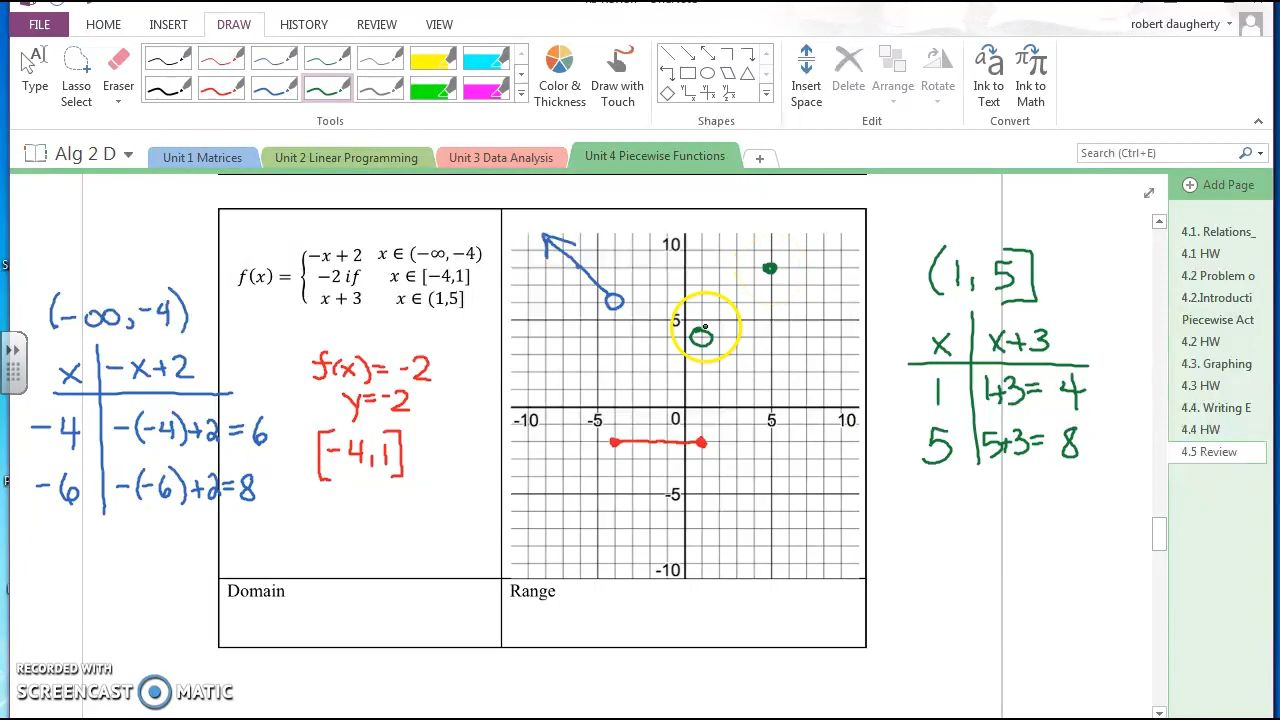 FILE HOME INSERT DRAW HISTORY REVIEW VIEW robert daugherty
Type Lasso Select Eraser Color & Thickness Draw with Touch Insert Space Delete Arrange Rotate Ink to Text Ink to Math
Tools Shapes Edit Convert
Alg 2 D Unit 1 Matrices Unit 2 Linear Programming Unit 3 Data Analysis Unit 4 Piecewise Functions Search (Ctrl+E)
Add Page
4.1. Relations_
4.1 HW
4.2 Problem o
4.2.Introducti
Piecewise Act
4.2 HW
4.3. Graphing
4.3 HW
4.4. Writing E
4.4 HW
4.5 Review
f(x) =
−x + 2 x ∈ (−∞, −4)
−2 if x ∈ [−4,1]
x + 3 x ∈ (1,5]
(-∞, -4)
x -x+2
-4 -(-4)+2 = 6
-6 -(-6)+2 = 8
f(x) = -2
y = -2
[-4, 1]
10
5
-10 -5 0 5 10
-5
-10
(1, 5]
x x+3
1 1+3= 4
5 5+3= 8
Domain Range
RECORDED WITH
SCREENCAST MATIC